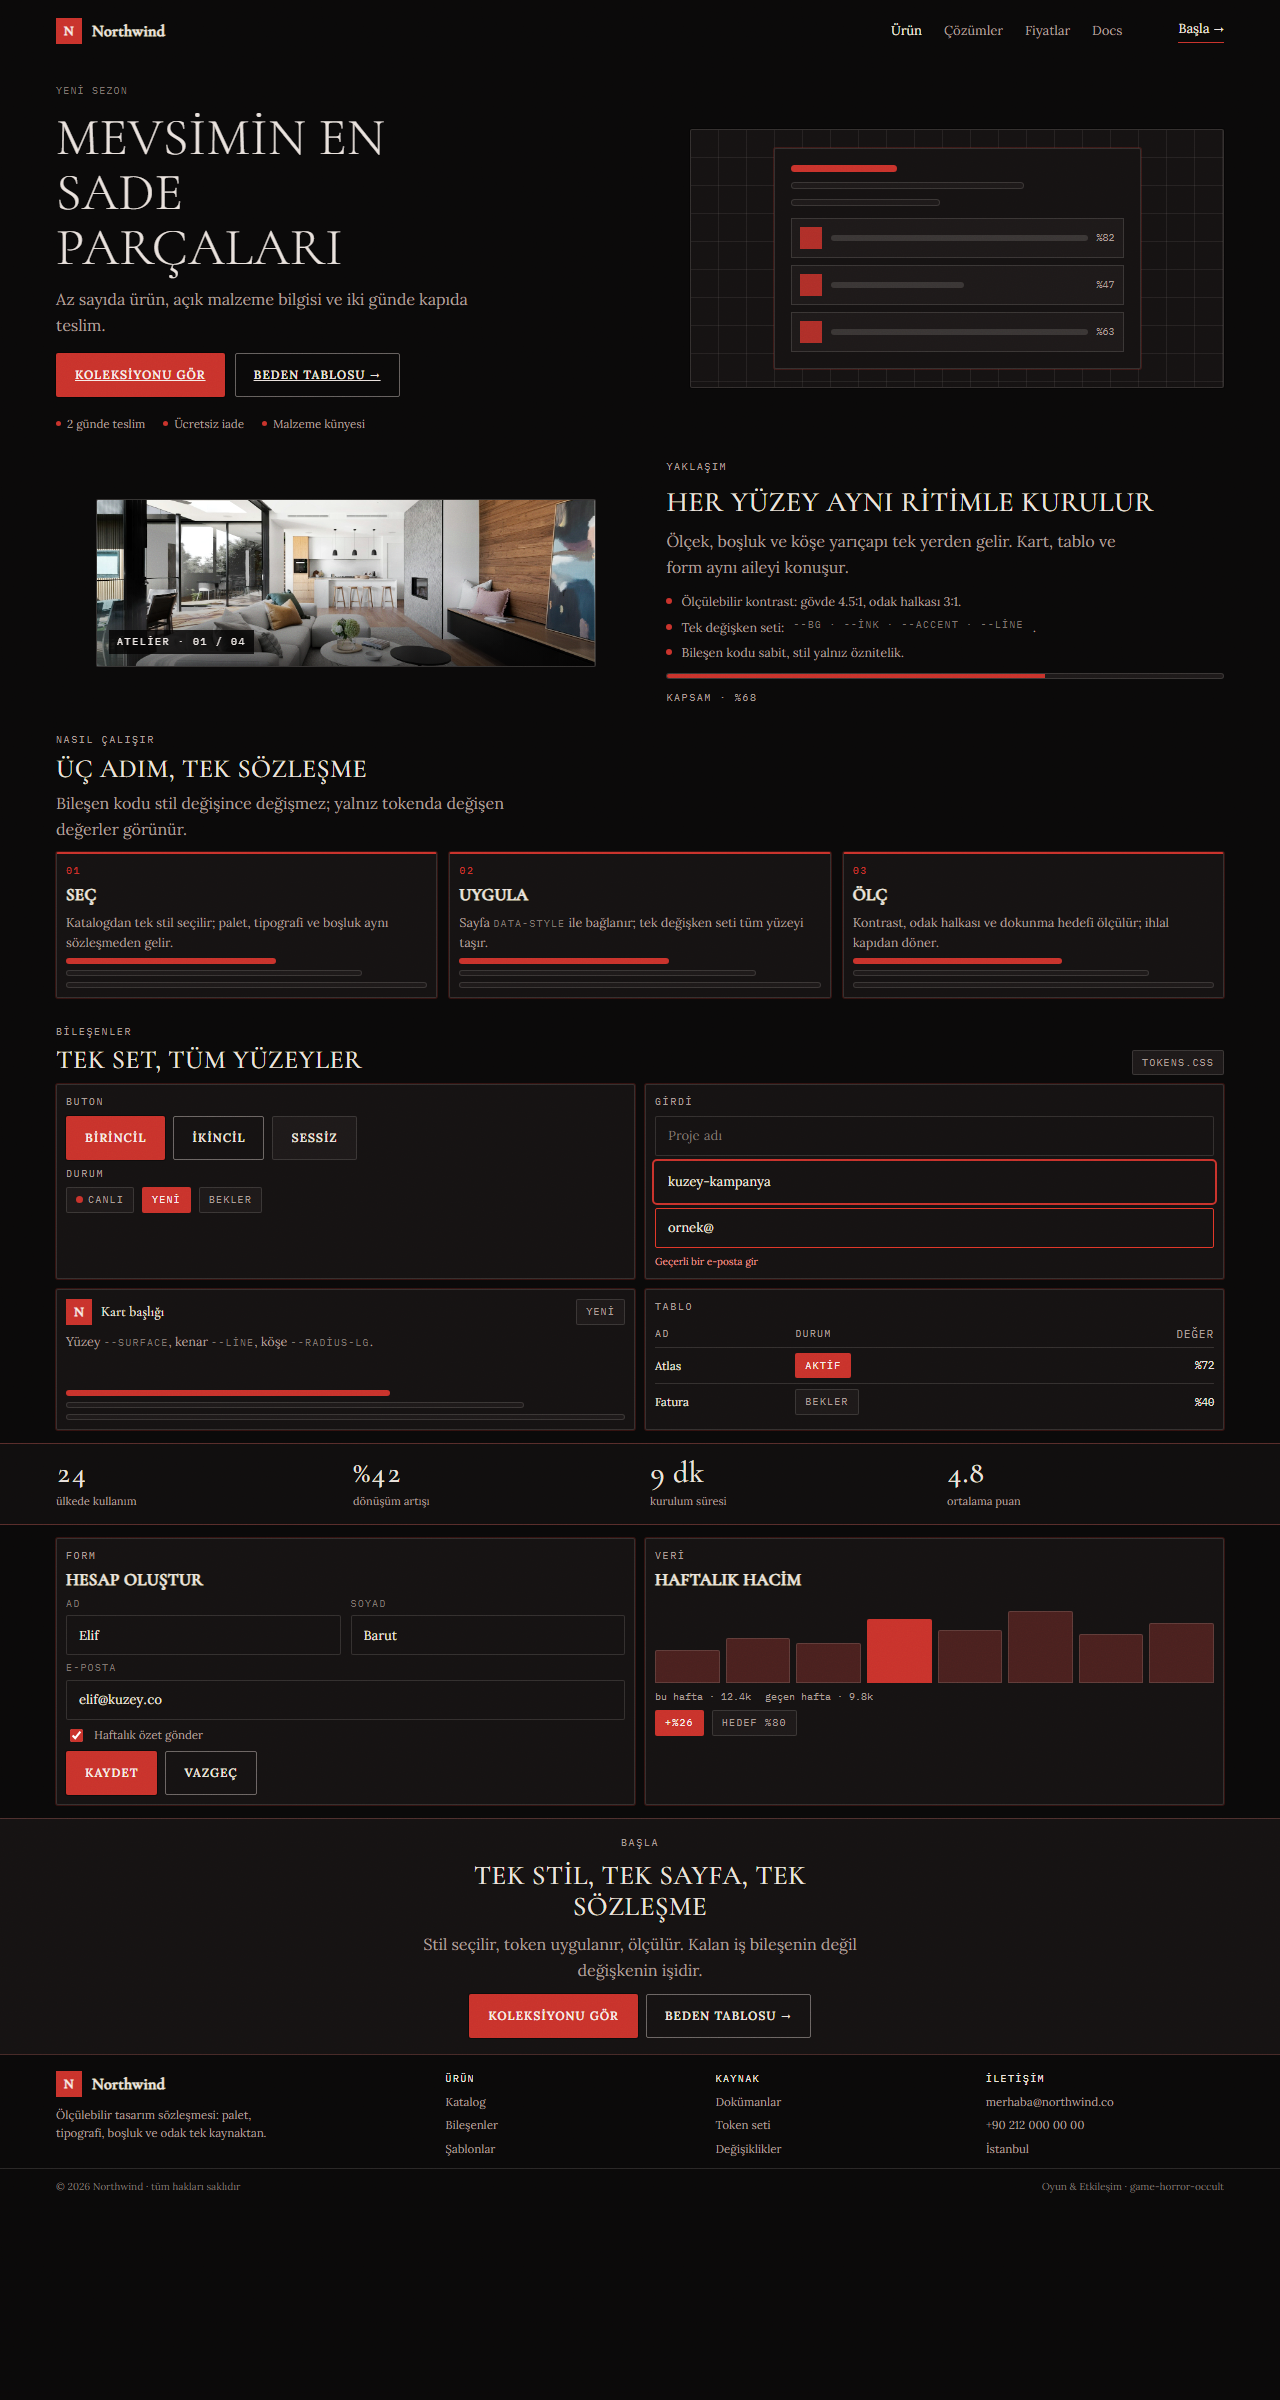 N Northwind
Ürün Çözümler Fiyatlar Docs Başla →
YENİ SEZON
MEVSİMİN EN
SADE
PARÇALARI
Az sayıda ürün, açık malzeme bilgisi ve iki günde kapıda
teslim.
KOLEKSİYONU GÖR BEDEN TABLOSU →
2 günde teslim Ücretsiz iade Malzeme künyesi
%82
%47
%63
ATELİER · 01 / 04
YAKLAŞIM
HER YÜZEY AYNI RİTİMLE KURULUR
Ölçek, boşluk ve köşe yarıçapı tek yerden gelir. Kart, tablo ve
form aynı aileyi konuşur.
Ölçülebilir kontrast: gövde 4.5:1, odak halkası 3:1.
Tek değişken seti: --BG · --İNK · --ACCENT · --LİNE .
Bileşen kodu sabit, stil yalnız öznitelik.
KAPSAM · %68
NASIL ÇALIŞIR
ÜÇ ADIM, TEK SÖZLEŞME
Bileşen kodu stil değişince değişmez; yalnız tokenda değişen
değerler görünür.
01
SEÇ
Katalogdan tek stil seçilir; palet, tipografi ve boşluk aynı
sözleşmeden gelir.
02
UYGULA
Sayfa DATA-STYLE ile bağlanır; tek değişken seti tüm yüzeyi
taşır.
03
ÖLÇ
Kontrast, odak halkası ve dokunma hedefi ölçülür; ihlal
kapıdan döner.
BİLEŞENLER
TEK SET, TÜM YÜZEYLER
TOKENS.CSS
BUTON
BİRİNCİL İKİNCİL SESSİZ
DURUM
CANLI YENİ BEKLER
GİRDİ
Proje adı
kuzey-kampanya
ornek@
Geçerli bir e-posta gir
N Kart başlığı YENİ
Yüzey --SURFACE, kenar --LİNE, köşe --RADİUS-LG.
TABLO
AD DURUM DEĞER
Atlas AKTİF %72
Fatura BEKLER %40
24
ülkede kullanım
%42
dönüşüm artışı
9 dk
kurulum süresi
4.8
ortalama puan
FORM
HESAP OLUŞTUR
AD SOYAD
Elif Barut
E-POSTA
elif@kuzey.co
Haftalık özet gönder
KAYDET VAZGEÇ
VERİ
HAFTALIK HACİM
bu hafta · 12.4k geçen hafta · 9.8k
+%26 HEDEF %80
BAŞLA
TEK STİL, TEK SAYFA, TEK
SÖZLEŞME
Stil seçilir, token uygulanır, ölçülür. Kalan iş bileşenin değil
değişkenin işidir.
KOLEKSİYONU GÖR BEDEN TABLOSU →
N Northwind
Ölçülebilir tasarım sözleşmesi: palet,
tipografi, boşluk ve odak tek kaynaktan.
ÜRÜN
Katalog
Bileşenler
Şablonlar
KAYNAK
Dokümanlar
Token seti
Değişiklikler
İLETİŞİM
merhaba@northwind.co
+90 212 000 00 00
İstanbul
© 2026 Northwind · tüm hakları saklıdır
Oyun & Etkileşim · game-horror-occult